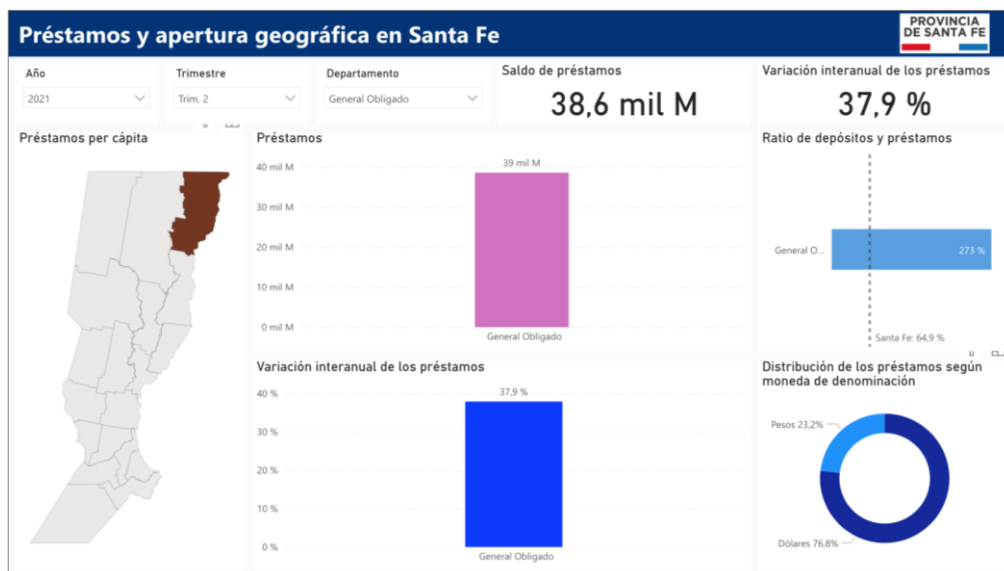 Préstamos y apertura geográfica en Santa Fe
PROVINCIA
DE SANTA FE
Año
2021
Trimestre
Trim. 2
Departamento
General Obligado
Saldo de préstamos
38,6 mil M
Variación interanual de los préstamos
37,9 %
Préstamos per cápita
Préstamos
40 mil M
30 mil M
20 mil M
10 mil M
0 mil M
39 mil M
General Obligado
Ratio de depósitos y préstamos
General O...
273 %
Santa Fe: 64,9 %
Variación interanual de los préstamos
40 %
30 %
20 %
10 %
0 %
37,9 %
General Obligado
Distribución de los préstamos según
moneda de denominación
Pesos 23,2%
Dólares 76,8%